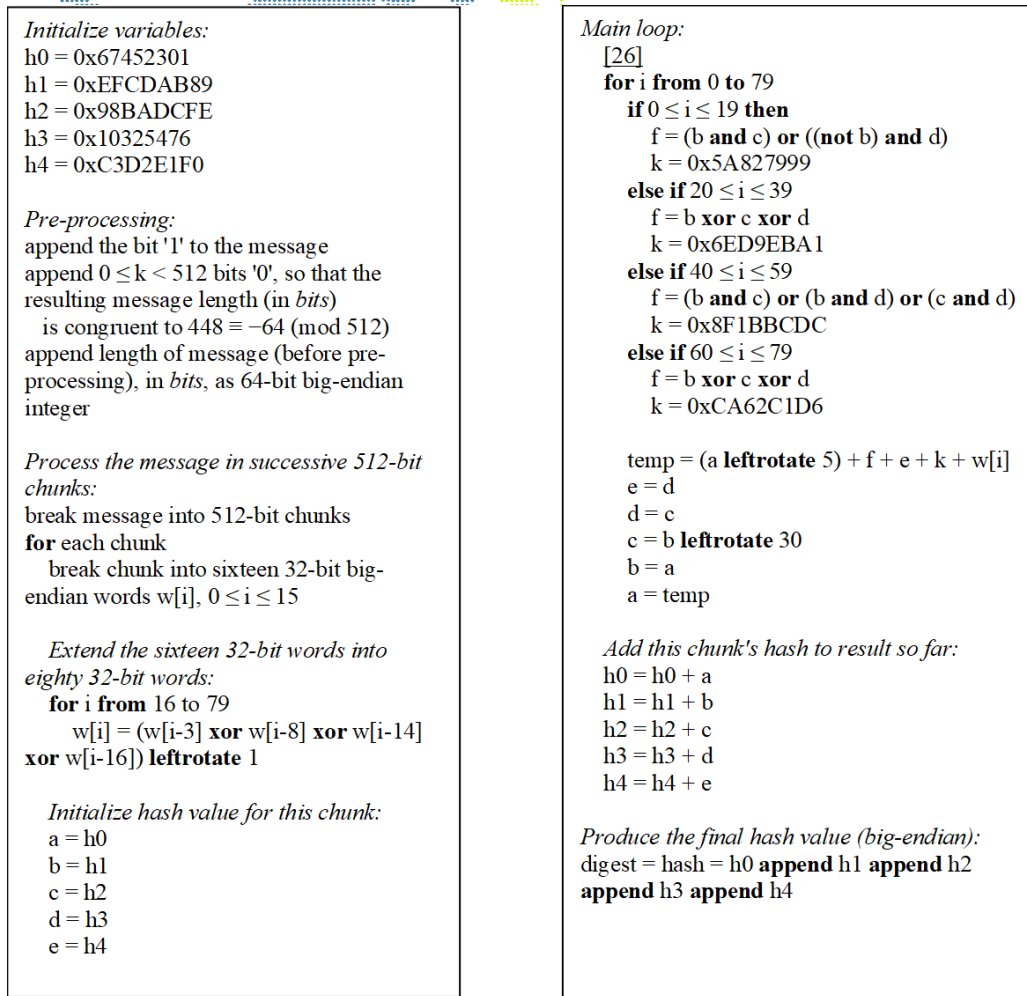 Initialize variables:
h0 = 0x67452301
h1 = 0xEFCDAB89
h2 = 0x98BADCFE
h3 = 0x10325476
h4 = 0xC3D2E1F0
Pre-processing:
append the bit '1' to the message
append 0 ≤ k < 512 bits '0', so that the
resulting message length (in bits)
is congruent to 448 ≡ −64 (mod 512)
append length of message (before pre-
processing), in bits, as 64-bit big-endian
integer
Process the message in successive 512-bit
chunks:
break message into 512-bit chunks
for each chunk
break chunk into sixteen 32-bit big-
endian words w[i], 0 ≤ i ≤ 15
Extend the sixteen 32-bit words into
eighty 32-bit words:
for i from 16 to 79
w[i] = (w[i-3] xor w[i-8] xor w[i-14]
xor w[i-16]) leftrotate 1
Initialize hash value for this chunk:
a = h0
b = h1
c = h2
d = h3
e = h4
Main loop:
[26]
for i from 0 to 79
if 0 ≤ i ≤ 19 then
f = (b and c) or ((not b) and d)
k = 0x5A827999
else if 20 ≤ i ≤ 39
f = b xor c xor d
k = 0x6ED9EBA1
else if 40 ≤ i ≤ 59
f = (b and c) or (b and d) or (c and d)
k = 0x8F1BBCDC
else if 60 ≤ i ≤ 79
f = b xor c xor d
k = 0xCA62C1D6
temp = (a leftrotate 5) + f + e + k + w[i]
e = d
d = c
c = b leftrotate 30
b = a
a = temp
Add this chunk's hash to result so far:
h0 = h0 + a
h1 = h1 + b
h2 = h2 + c
h3 = h3 + d
h4 = h4 + e
Produce the final hash value (big-endian):
digest = hash = h0 append h1 append h2
append h3 append h4